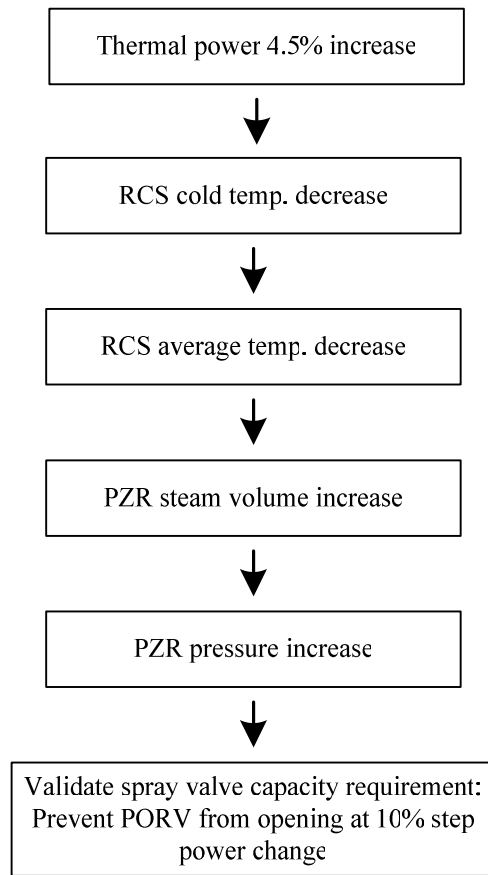 Thermal power 4.5% increase
RCS cold temp. decrease
RCS average temp. decrease
PZR steam volume increase
PZR pressure increase
Validate spray valve capacity requirement:
Prevent PORV from opening at 10% step
power change